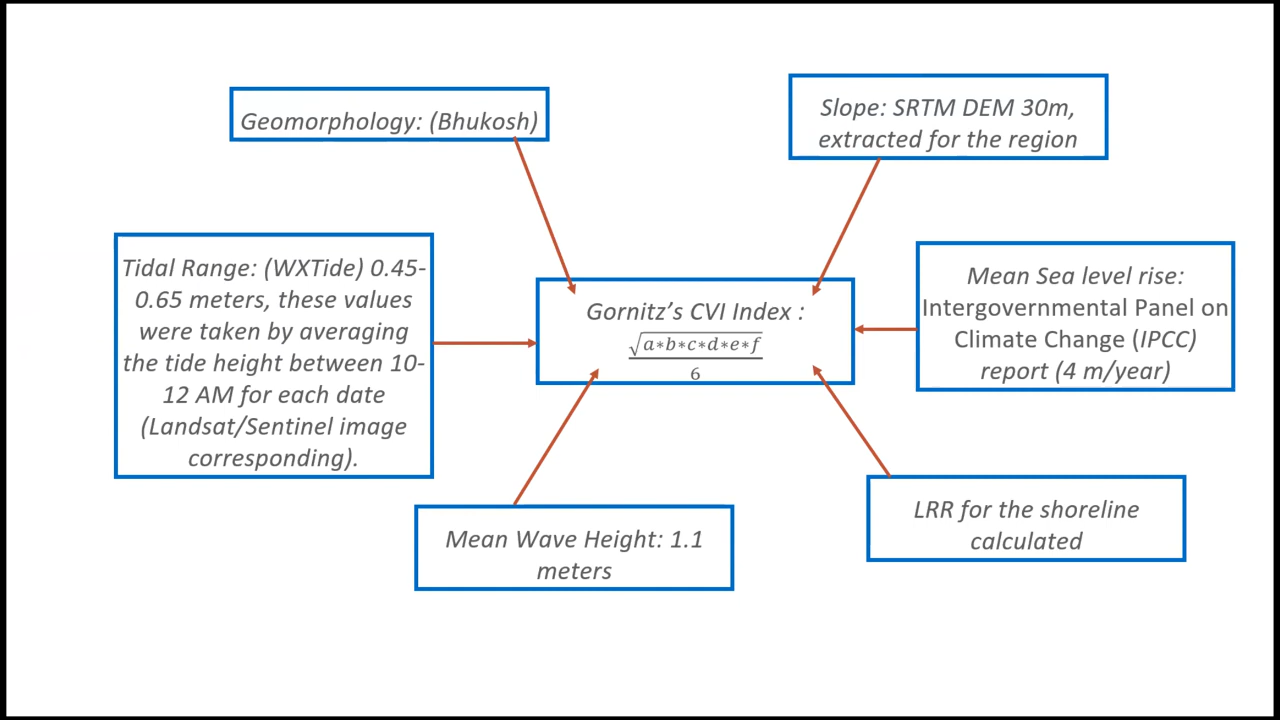 Geomorphology: (Bhukosh)
Slope: SRTM DEM 30m,
extracted for the region
Tidal Range: (WXTide) 0.45-
0.65 meters, these values
were taken by averaging
the tide height between 10-
12 AM for each date
(Landsat/Sentinel image
corresponding).
Gornitz’s CVI Index :
√a*b*c*d*e*f
6
Mean Sea level rise:
Intergovernmental Panel on
Climate Change (IPCC)
report (4 m/year)
Mean Wave Height: 1.1
meters
LRR for the shoreline
calculated